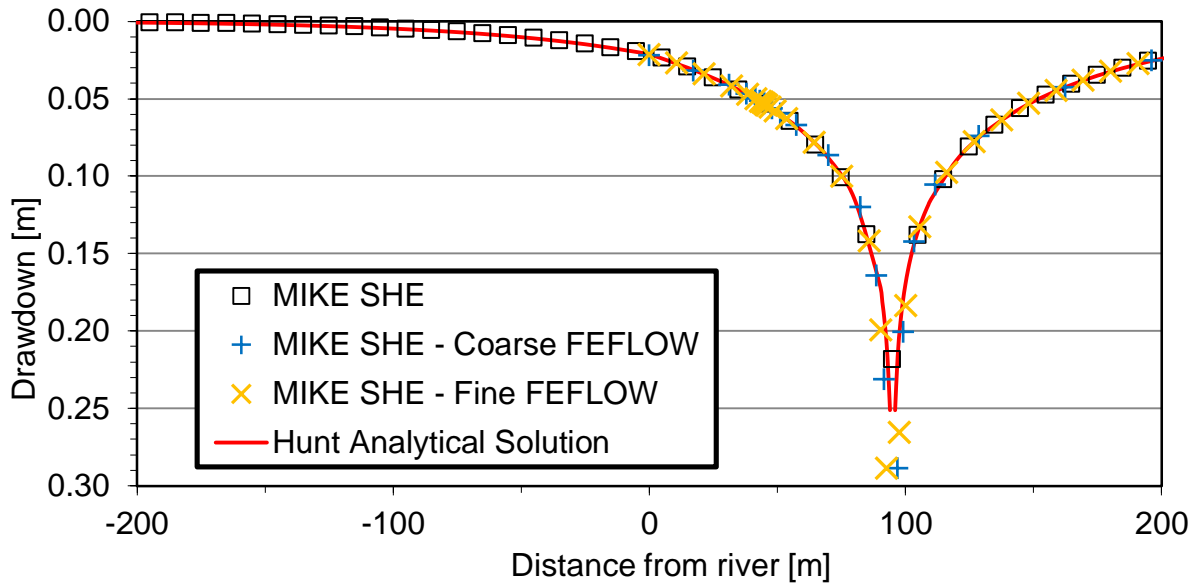 0.00
0.05
0.10
0.15
0.20
0.25
0.30
Drawdown [m]
MIKE SHE
MIKE SHE - Coarse FEFLOW
MIKE SHE - Fine FEFLOW
Hunt Analytical Solution
-200 -100 0 100 200
Distance from river [m]